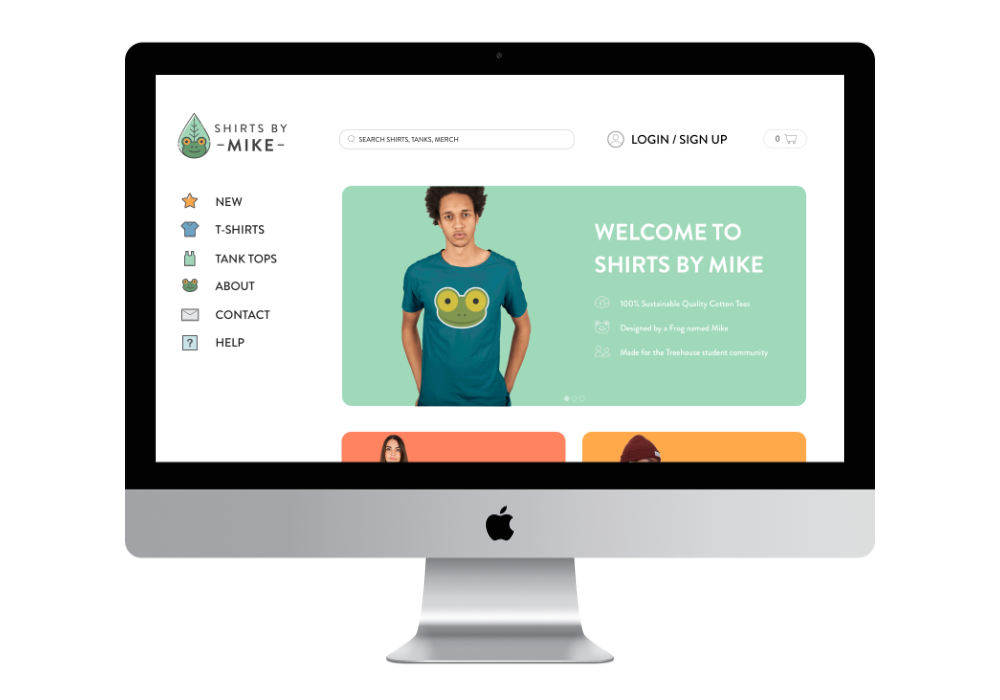 SHIRTS BY
-MIKE-
SEARCH SHIRTS, TANKS, MERCH
LOGIN / SIGN UP
0
NEW
T-SHIRTS
TANK TOPS
ABOUT
CONTACT
?
HELP
WELCOME TO
SHIRTS BY MIKE
100% Sustainable Quality Cotton Tees
Designed by a Frog named Mike
Made for the Treehouse student community